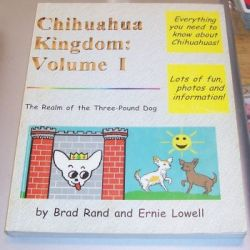 Chihuahua
Kingdom:
Volume I
Everything
you need to
know about
Chihuahuas!
Lots of fun,
photos and
information!
The Realm of the Three-Pound Dog
by Brad Rand and Ernie Lowell